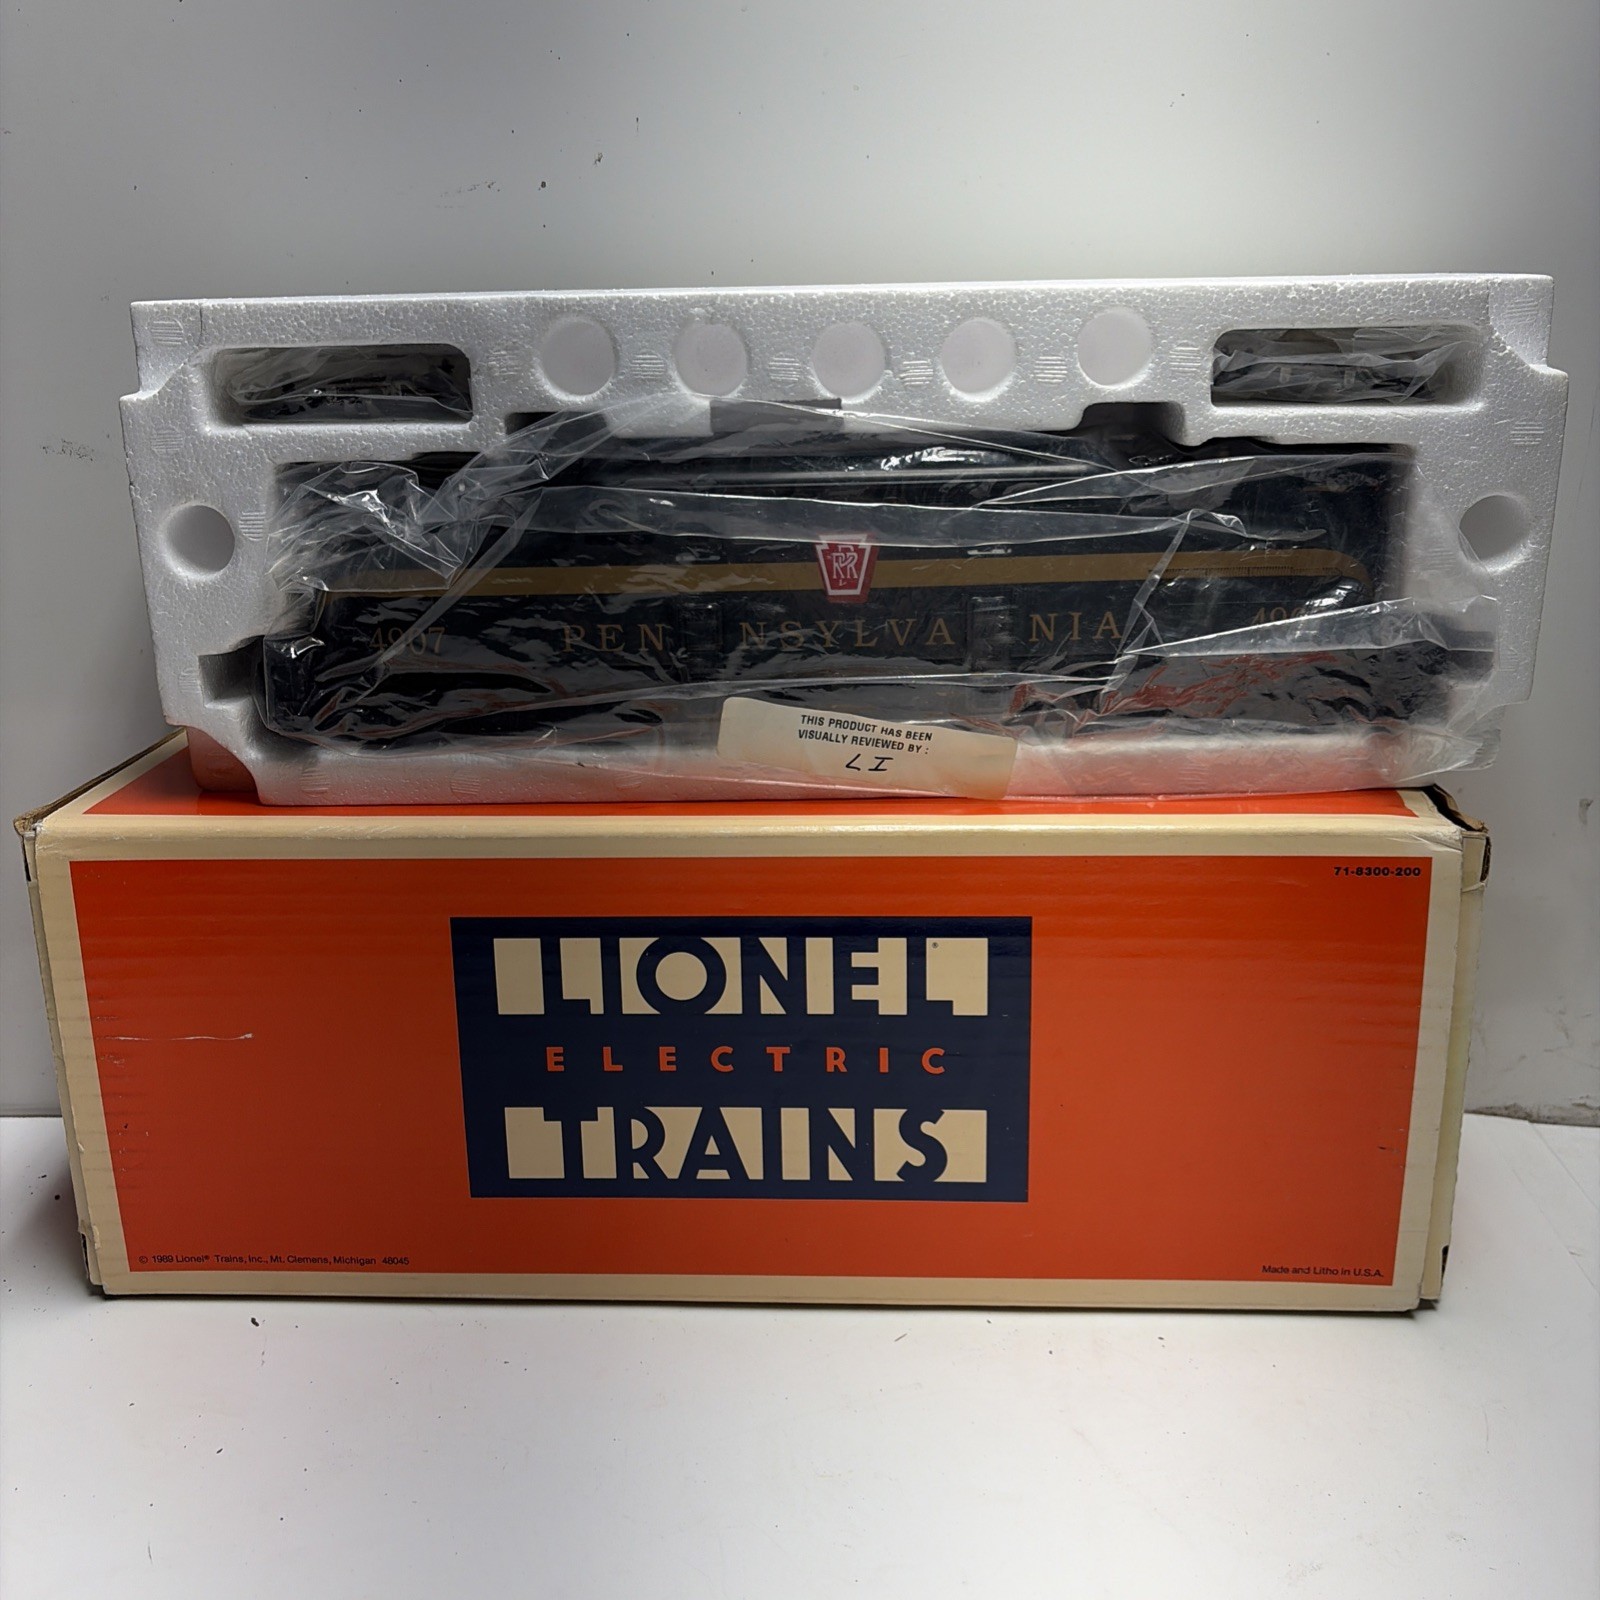 PRR
4907 PENNSYLVANIA
THIS PRODUCT HAS BEEN
VISUALLY REVIEWED BY:
71-8300-200
LIONEL®
ELECTRIC
TRAINS
© 1989 Lionel® Trains, Inc., Mt. Clemens, Michigan 48045
Made and Litho in U.S.A.